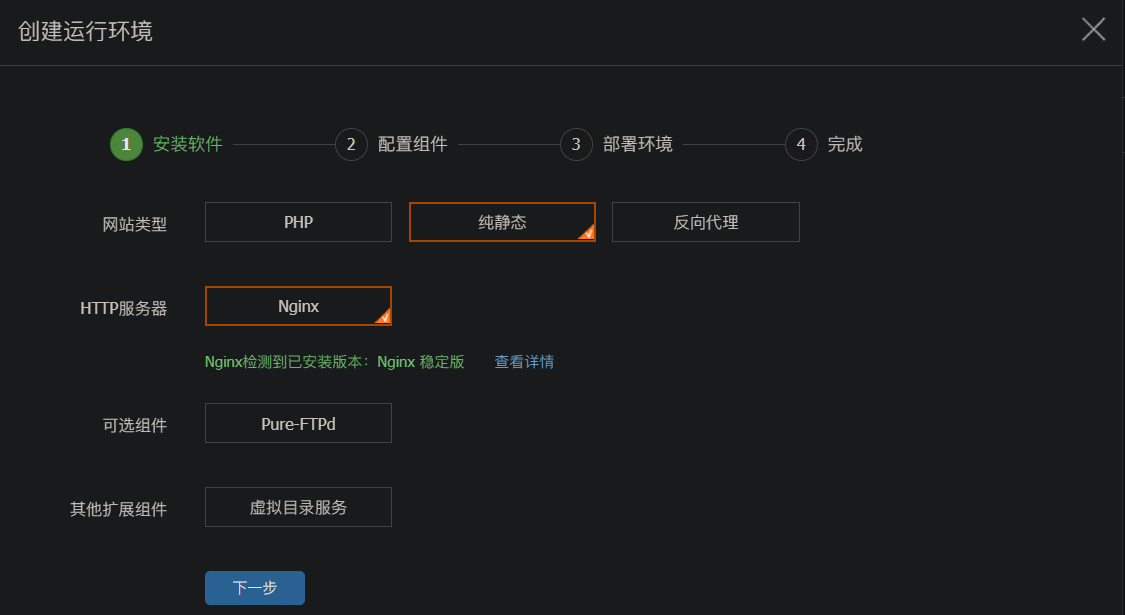 创建运行环境
1 安装软件 2 配置组件 3 部署环境 4 完成
网站类型 PHP 纯静态 反向代理
HTTP服务器 Nginx
Nginx检测到已安装版本：Nginx 稳定版 查看详情
可选组件 Pure-FTPd
其他扩展组件 虚拟目录服务
下一步